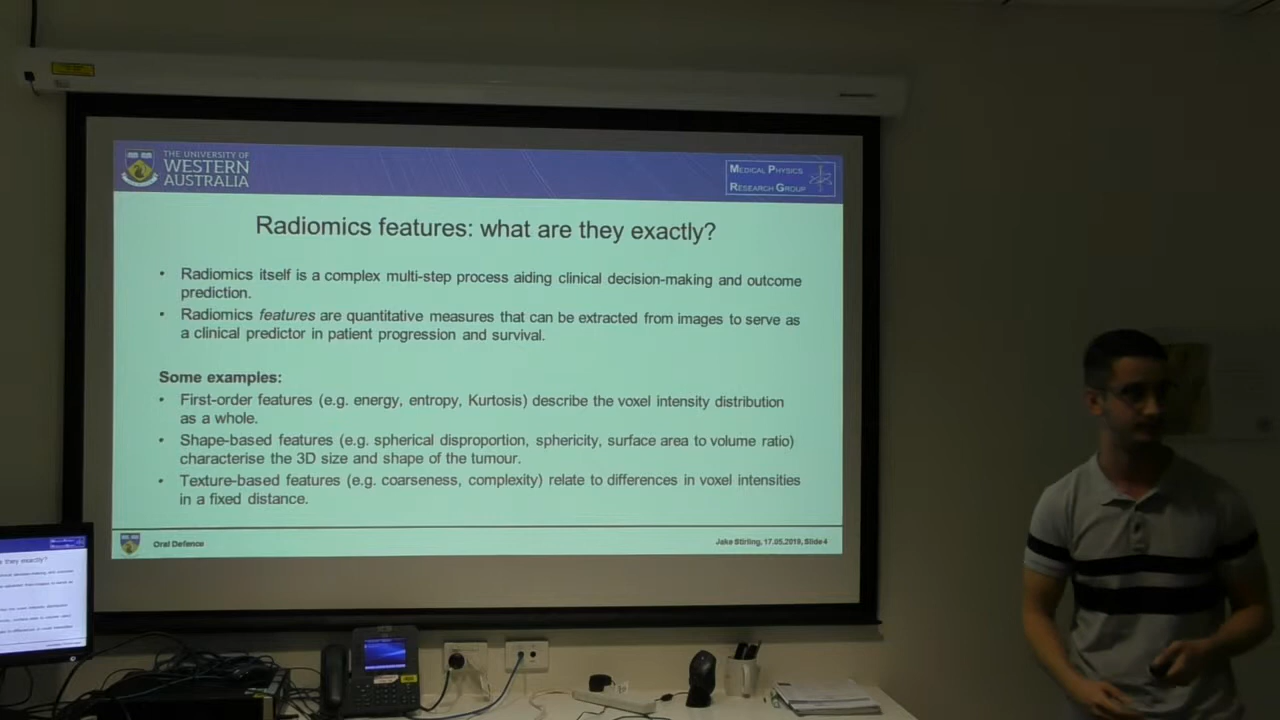 THE UNIVERSITY OF
WESTERN
AUSTRALIA
MEDICAL PHYSICS
RESEARCH GROUP
Radiomics features: what are they exactly?
• Radiomics itself is a complex multi-step process aiding clinical decision-making and outcome
prediction.
• Radiomics features are quantitative measures that can be extracted from images to serve as
a clinical predictor in patient progression and survival.
Some examples:
• First-order features (e.g. energy, entropy, Kurtosis) describe the voxel intensity distribution
as a whole.
• Shape-based features (e.g. spherical disproportion, sphericity, surface area to volume ratio)
characterise the 3D size and shape of the tumour.
• Texture-based features (e.g. coarseness, complexity) relate to differences in voxel intensities
in a fixed distance.
Oral Defence
Jake Stirling, 17.05.2019, Slide 4
they exactly?